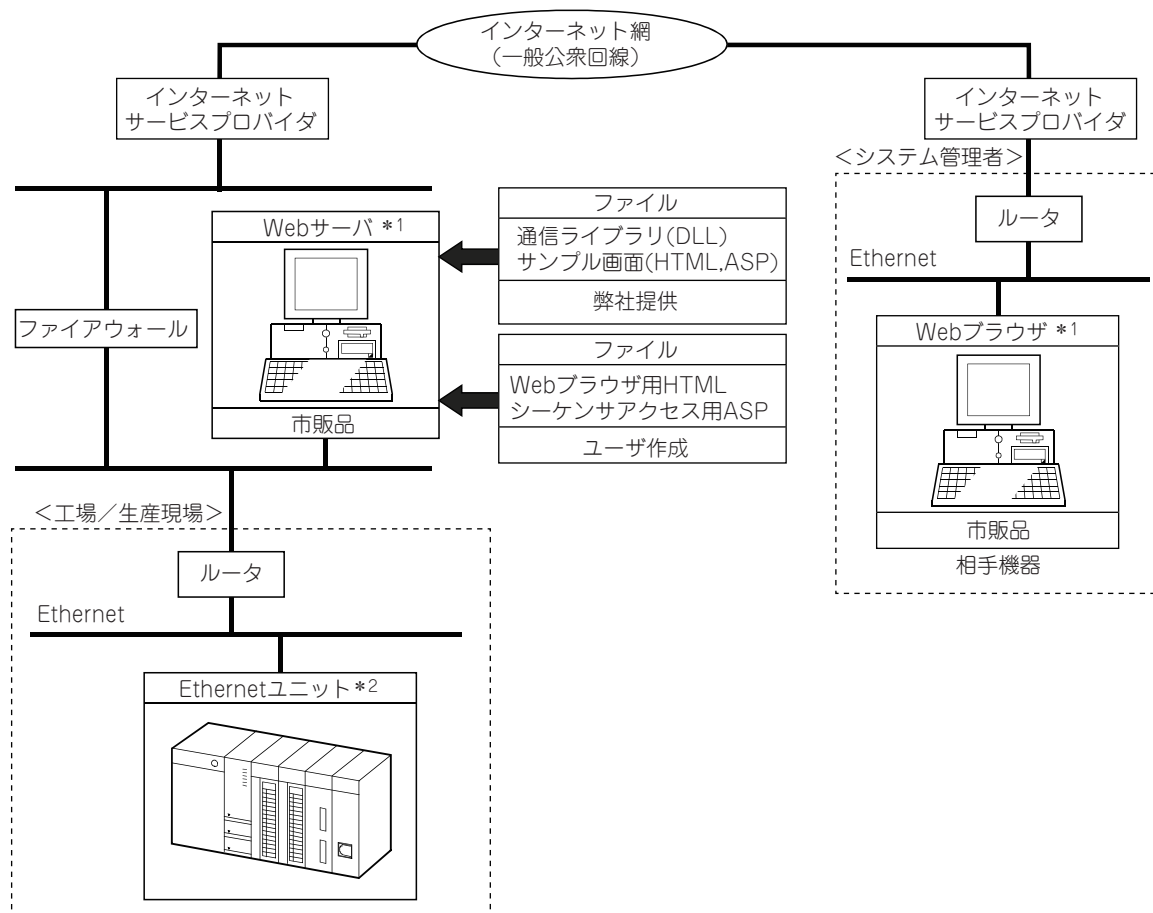 インターネット網
（一般公衆回線）
インターネット
サービスプロバイダ
インターネット
サービスプロバイダ
＜システム管理者＞
ルータ
Ethernet
Webブラウザ *1
市販品
相手機器
Webサーバ *1
市販品
ファイル
通信ライブラリ(DLL)
サンプル画面(HTML,ASP)
弊社提供
ファイル
Webブラウザ用HTML
シーケンサアクセス用ASP
ユーザ作成
ファイアウォール
＜工場／生産現場＞
ルータ
Ethernet
Ethernetユニット*2